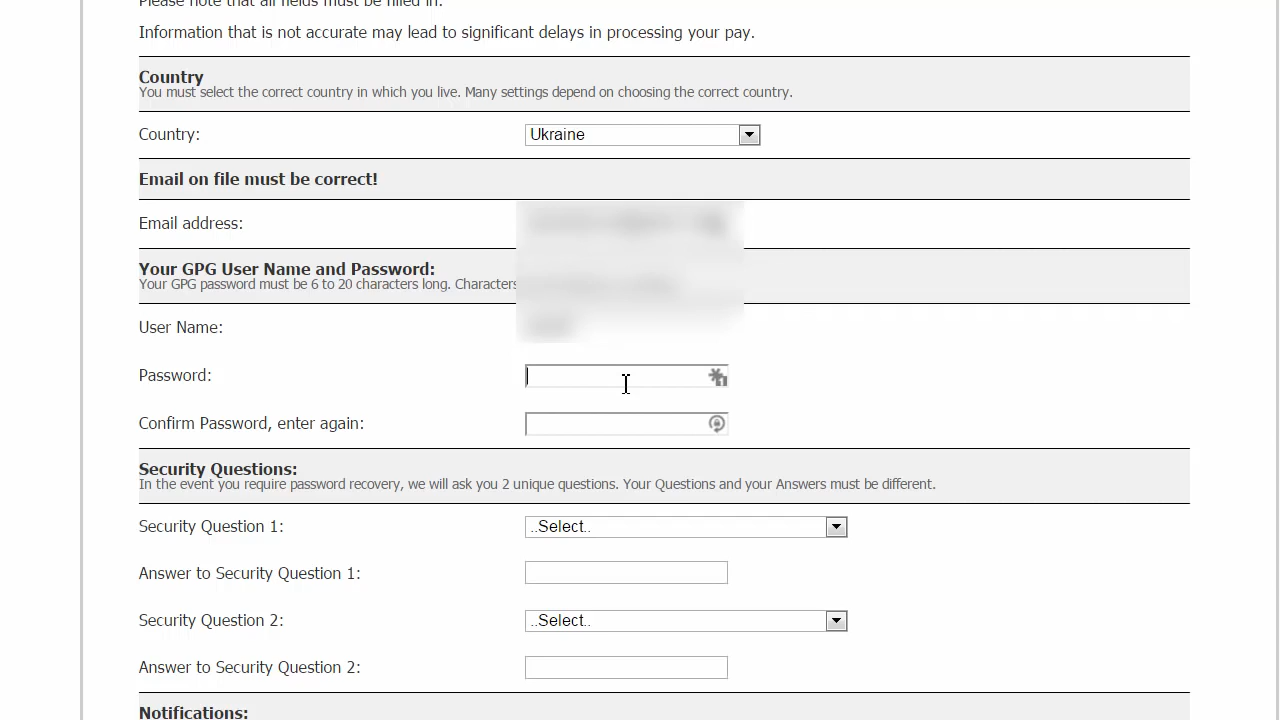 Please note that all fields must be filled in.
Information that is not accurate may lead to significant delays in processing your pay.
Country
You must select the correct country in which you live. Many settings depend on choosing the correct country.
Country:
Ukraine
Email on file must be correct!
Email address:
Your GPG User Name and Password:
Your GPG password must be 6 to 20 characters long. Characters
User Name:
Password:
Confirm Password, enter again:
Security Questions:
In the event you require password recovery, we will ask you 2 unique questions. Your Questions and your Answers must be different.
Security Question 1:
..Select..
Answer to Security Question 1:
Security Question 2:
..Select..
Answer to Security Question 2:
Notifications: